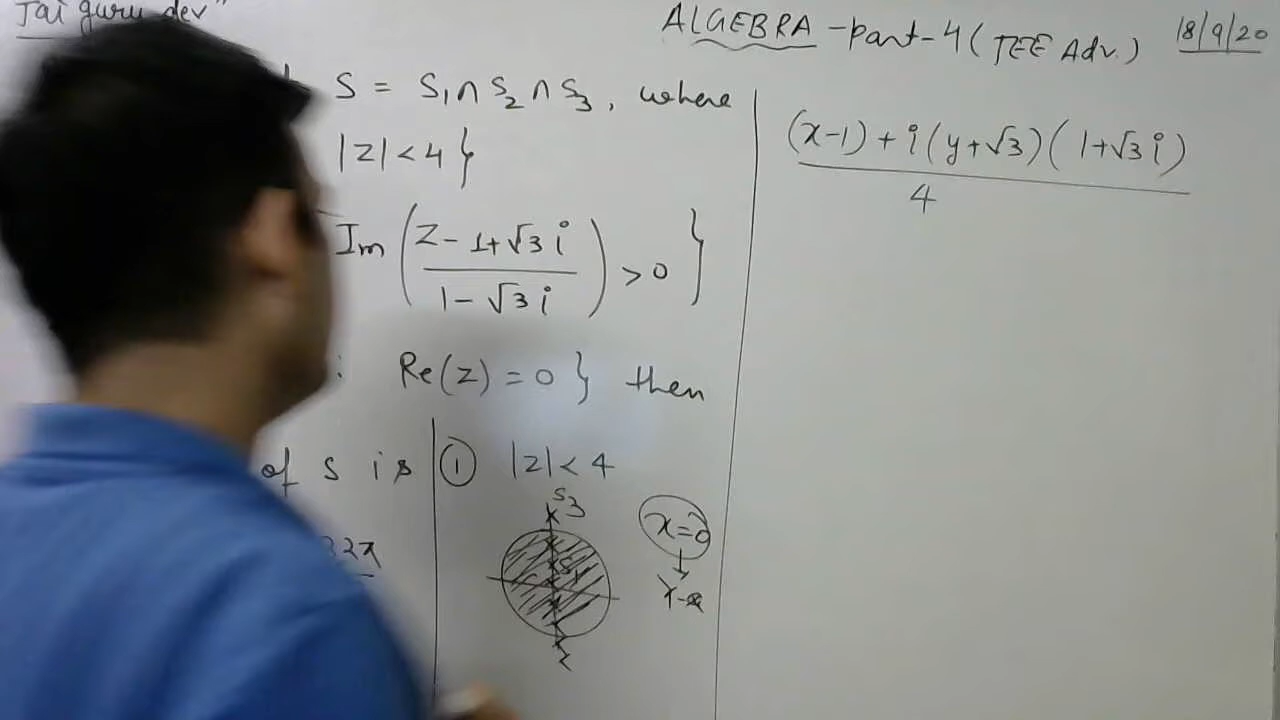 Jai guru dev"
ALGEBRA - part - 4 ( JEE Adv. ) 18/9/20
S = S₁ ∩ S₂ ∩ S₃, where
|z| < 4 }
Im ( (z - 1 + √3 i) / (1 - √3 i) ) > 0 }
: Re(z) = 0 } then
of S is
32π
① |z| < 4
S₃
S₁
x = 0
(x-1) + i (y + √3) ( 1 + √3 i )
4